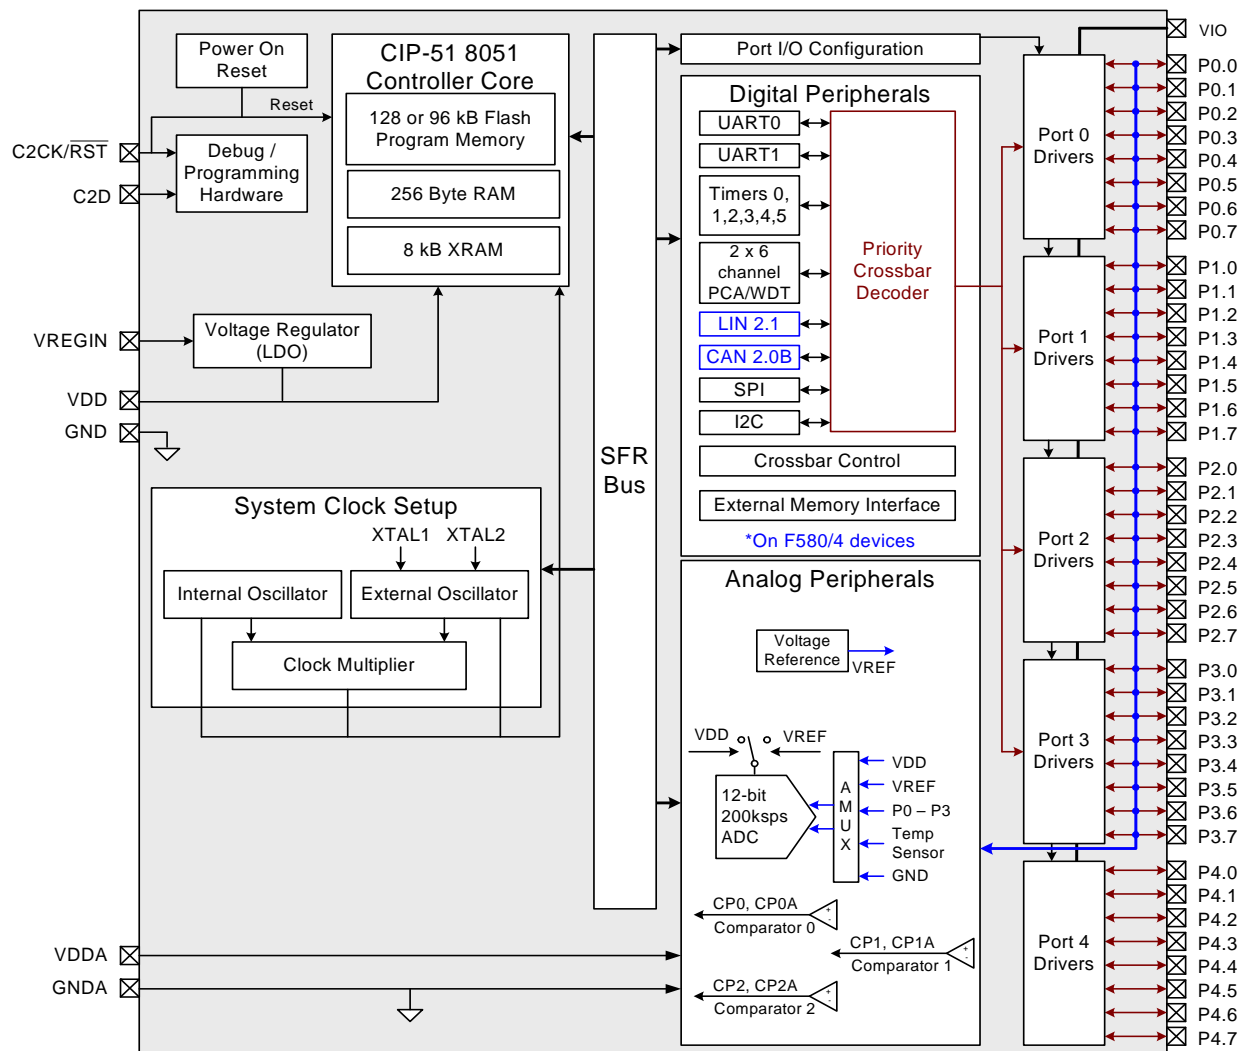 Power On
Reset
Reset
C2CK/RST
Debug /
Programming
Hardware
C2D
CIP-51 8051
Controller Core
128 or 96 kB Flash
Program Memory
256 Byte RAM
8 kB XRAM
VREGIN
Voltage Regulator
(LDO)
VDD
GND
System Clock Setup
XTAL1 XTAL2
Internal Oscillator
External Oscillator
Clock Multiplier
VDDA
GNDA
SFR
Bus
Port I/O Configuration
Digital Peripherals
UART0
UART1
Timers 0,
1,2,3,4,5
2 x 6
channel
PCA/WDT
LIN 2.1
CAN 2.0B
SPI
I2C
Priority
Crossbar
Decoder
Crossbar Control
External Memory Interface
*On F580/4 devices
Analog Peripherals
Voltage
Reference
VREF
VDD
VREF
12-bit
200ksps
ADC
A
M
U
X
VDD
VREF
P0 – P3
Temp
Sensor
GND
CP0, CP0A
Comparator 0
+
-
CP1, CP1A
Comparator 1
+
-
CP2, CP2A
Comparator 2
+
-
Port 0
Drivers
Port 1
Drivers
Port 2
Drivers
Port 3
Drivers
Port 4
Drivers
VIO
P0.0
P0.1
P0.2
P0.3
P0.4
P0.5
P0.6
P0.7
P1.0
P1.1
P1.2
P1.3
P1.4
P1.5
P1.6
P1.7
P2.0
P2.1
P2.2
P2.3
P2.4
P2.5
P2.6
P2.7
P3.0
P3.1
P3.2
P3.3
P3.4
P3.5
P3.6
P3.7
P4.0
P4.1
P4.2
P4.3
P4.4
P4.5
P4.6
P4.7